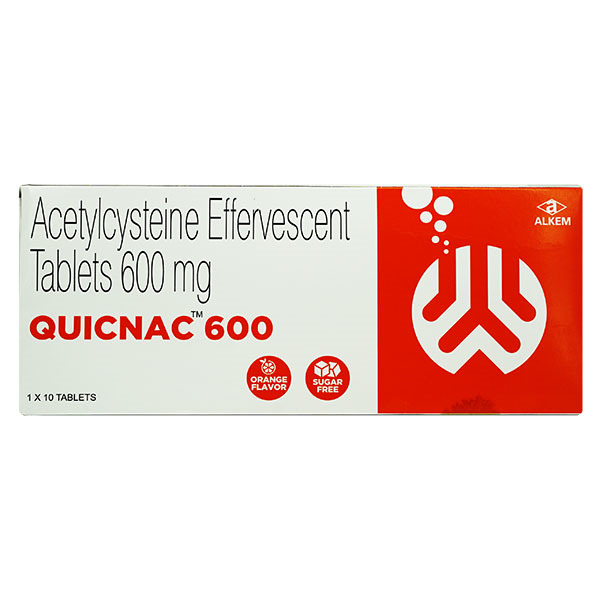 Acetylcysteine Effervescent
Tablets 600 mg
QUICNAC™ 600
ORANGE
FLAVOR
SUGAR
FREE
1 X 10 TABLETS
a
ALKEM